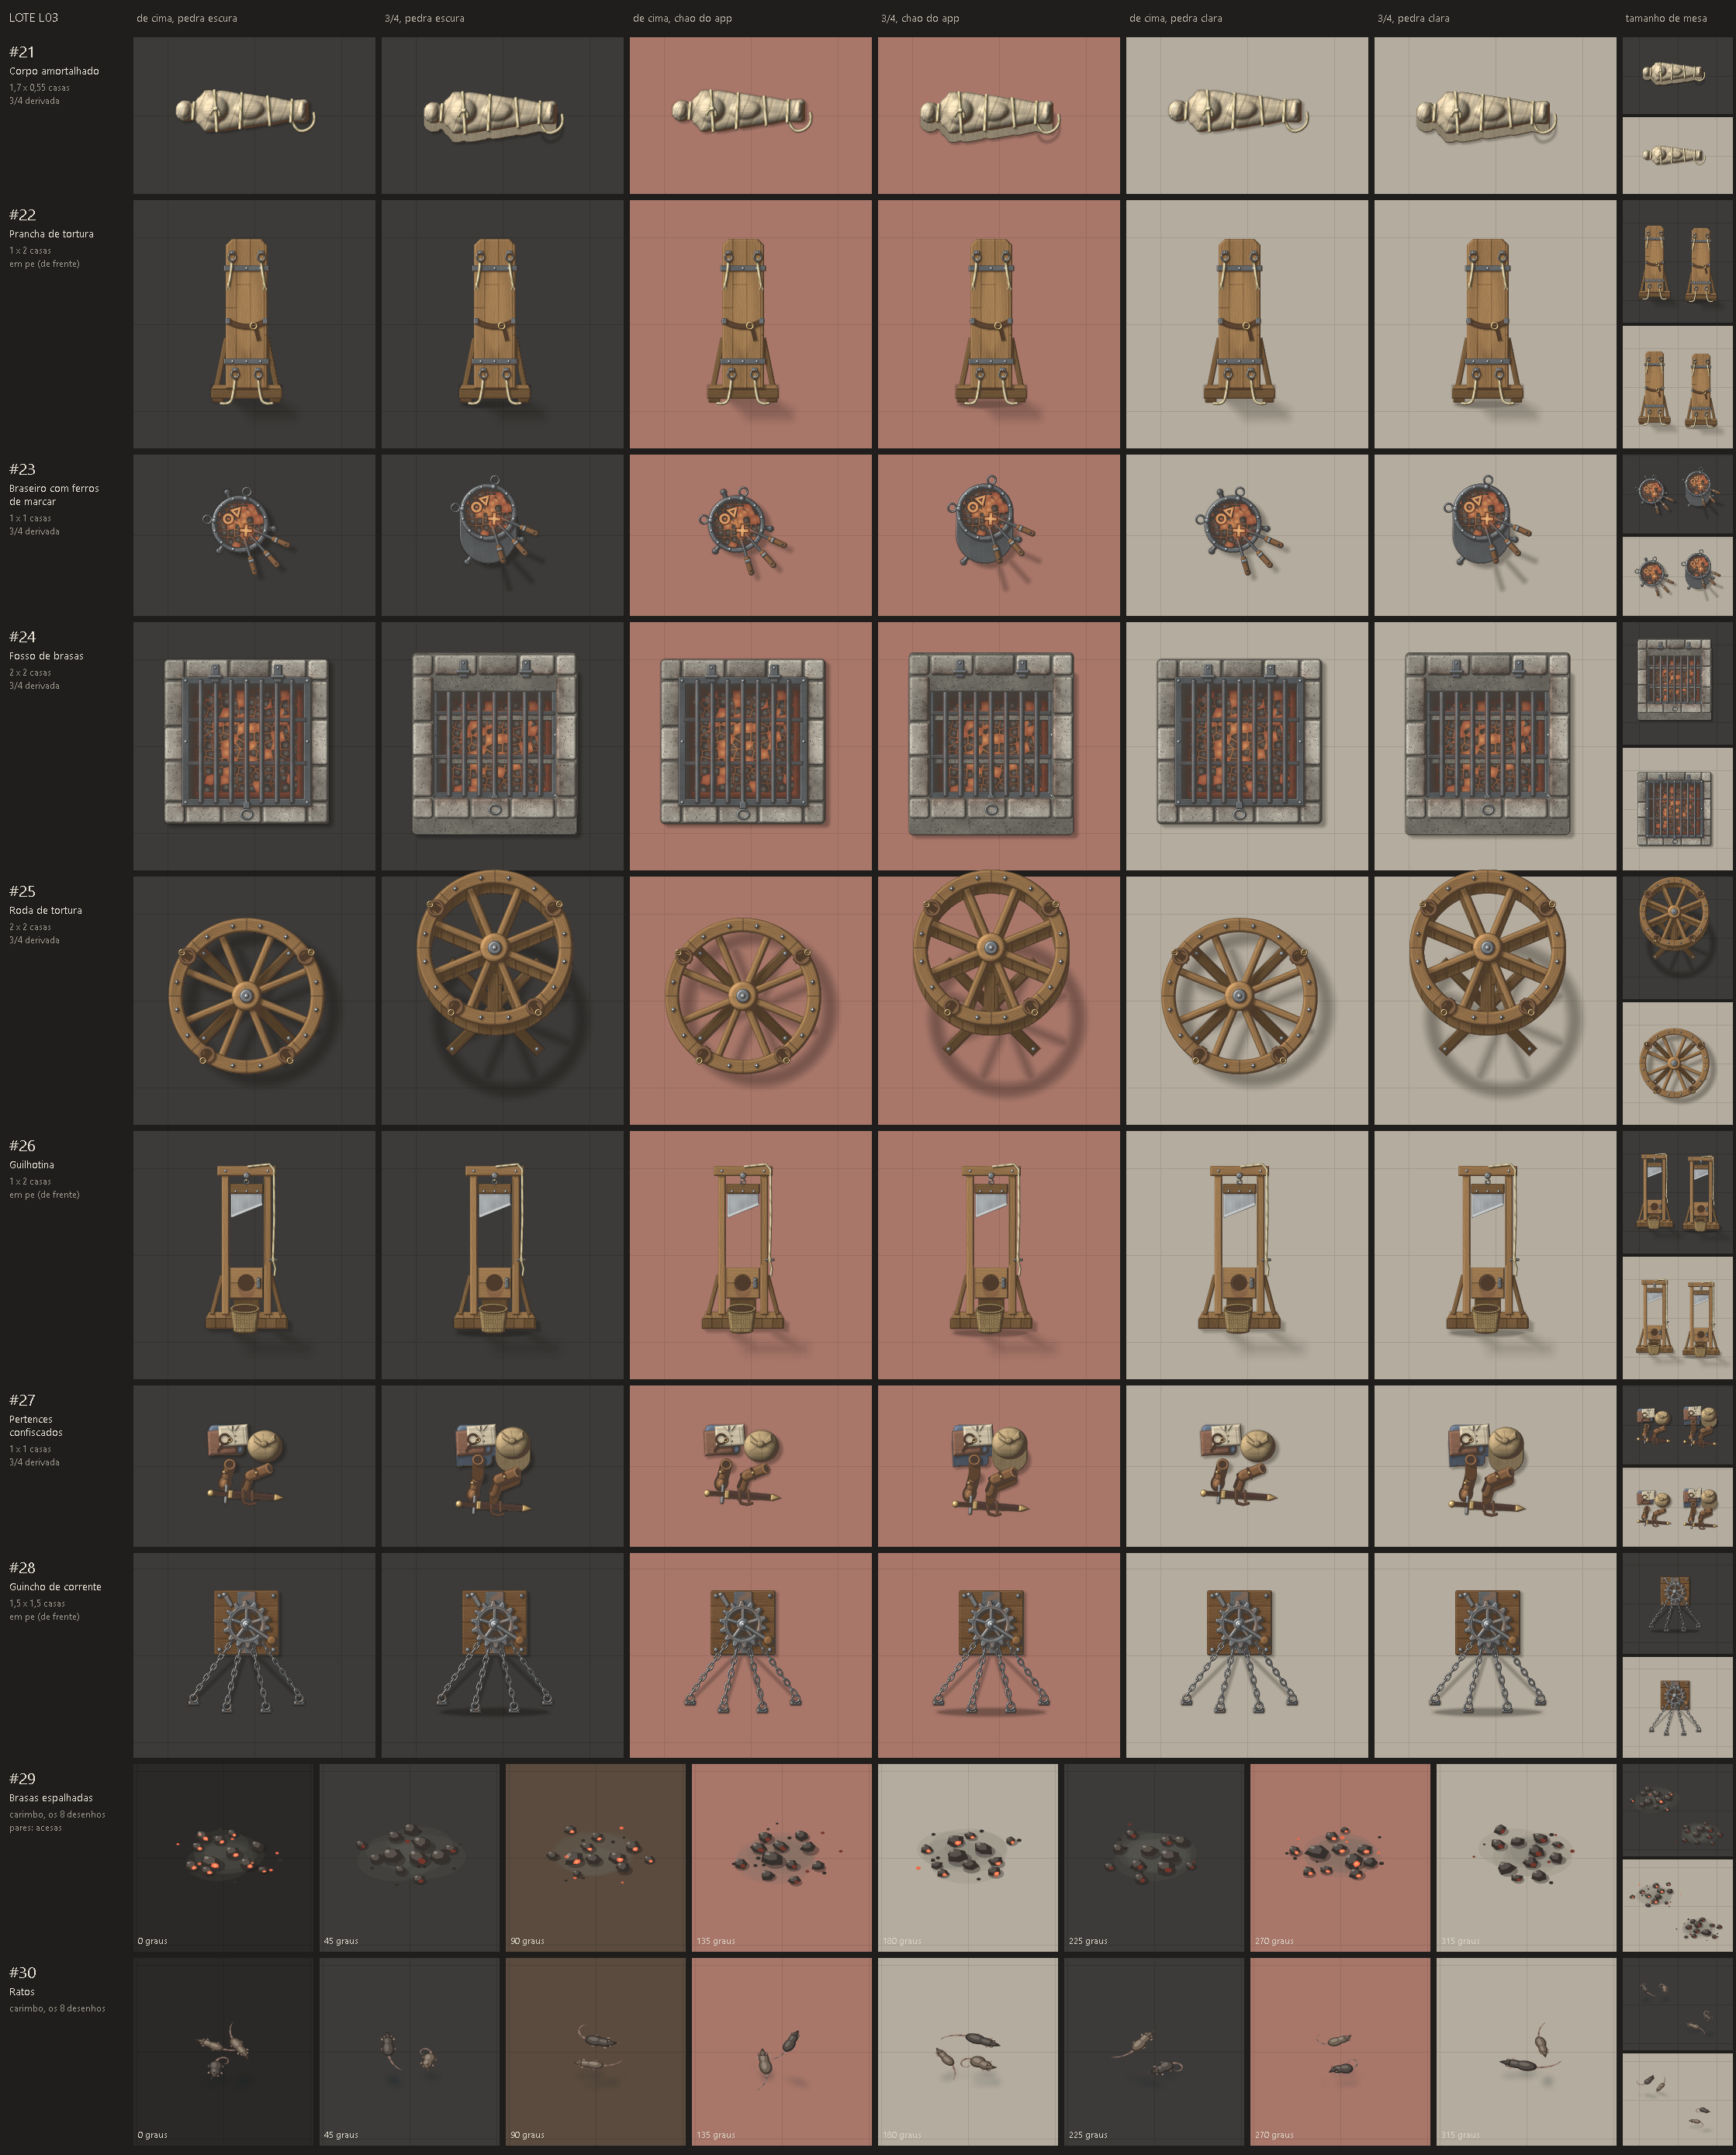 LOTE L03
de cima, pedra escura
3/4, pedra escura
de cima, chao do app
3/4, chao do app
de cima, pedra clara
3/4, pedra clara
tamanho de mesa
#21
Corpo amortalhado
1,7 x 0,55 casas
3/4 derivada
#22
Prancha de tortura
1 x 2 casas
em pe (de frente)
#23
Braseiro com ferros
de marcar
1 x 1 casas
3/4 derivada
#24
Fosso de brasas
2 x 2 casas
3/4 derivada
#25
Roda de tortura
2 x 2 casas
3/4 derivada
#26
Guilhotina
1 x 2 casas
em pe (de frente)
#27
Pertences
confiscados
1 x 1 casas
3/4 derivada
#28
Guincho de corrente
1,5 x 1,5 casas
em pe (de frente)
#29
Brasas espalhadas
carimbo, os 8 desenhos
pares: acesas
0 graus
45 graus
90 graus
135 graus
180 graus
225 graus
270 graus
315 graus
#30
Ratos
carimbo, os 8 desenhos
0 graus
45 graus
90 graus
135 graus
180 graus
225 graus
270 graus
315 graus